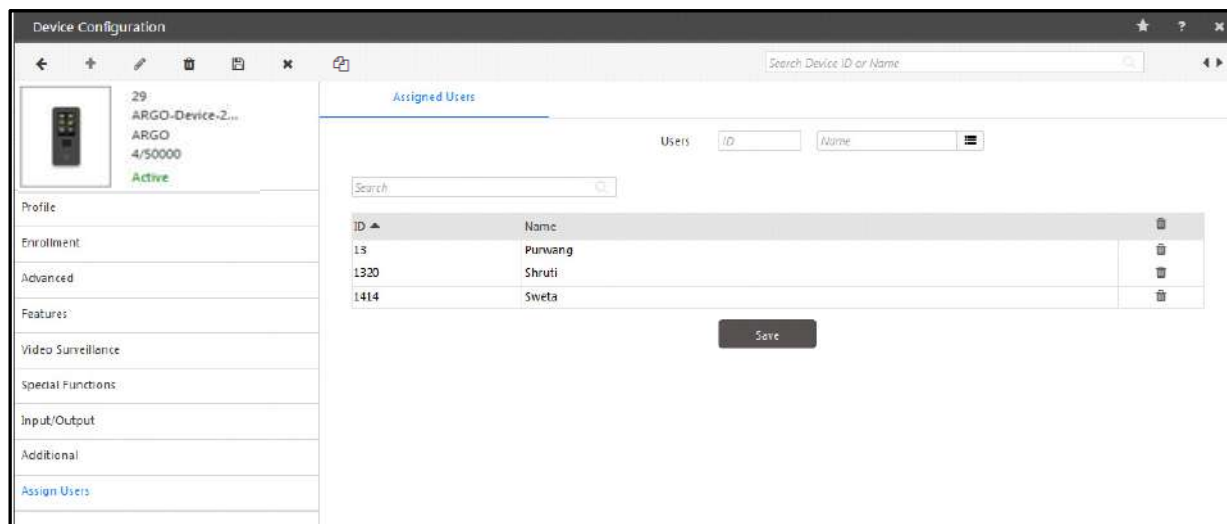 Device Configuration
?
Search Device ID or Name
29
ARGO-Device-2...
ARGO
4/50000
Active
Profile
Enrollment
Advanced
Features
Video Surveillance
Special Functions
Input/Output
Additional
Assign Users
Assigned Users
Users ID Name
Search
ID Name
13 Purwang
1320 Shruti
1414 Sweta
Save